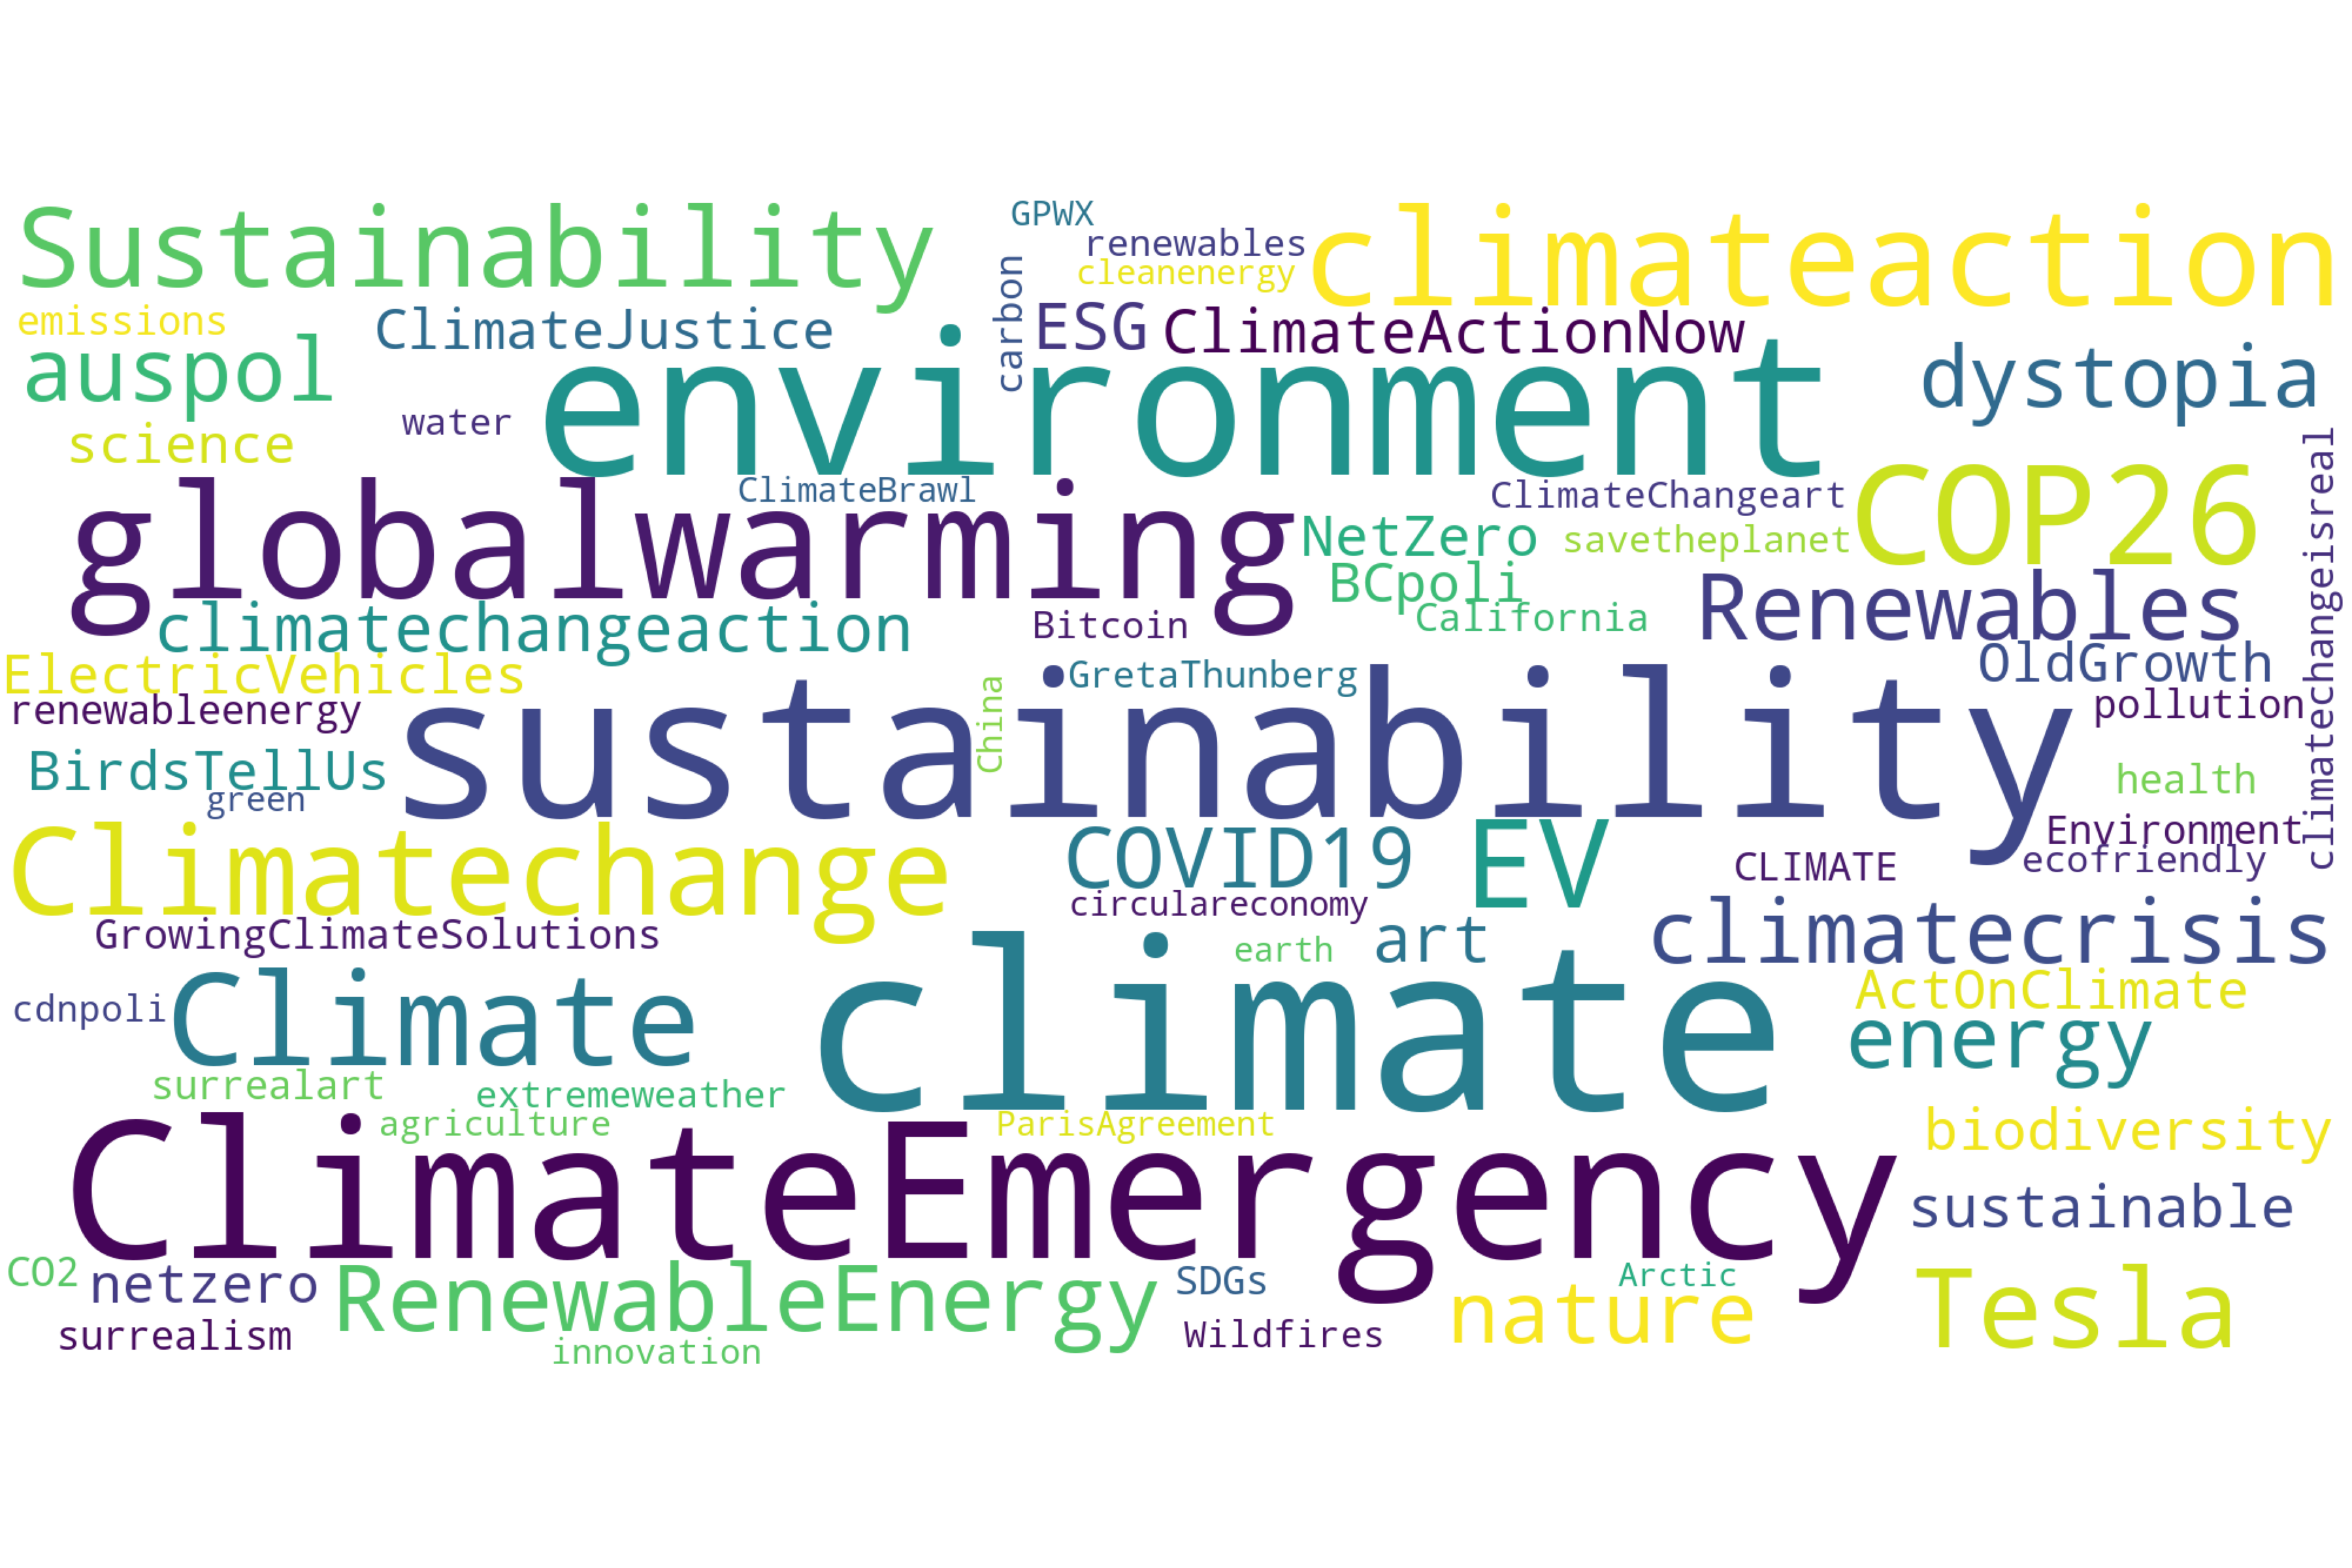 Sustainability
GPWX
renewables
climateaction
cleanenergy
carbon
emissions
ClimateJustice
ESG
ClimateActionNow
auspol
environment
dystopia
water
science
climatechangeisreal
globalwarming
ClimateBrawl
ClimateChangeart
COP26
NetZero
savetheplanet
BCpoli
Renewables
climatechangeaction
Bitcoin
California
ElectricVehicles
GretaThunberg
OldGrowth
renewableenergy
China
sustainability
pollution
BirdsTellUs
green
health
Climatechange
COVID19
EV
Environment
CLIMATE
ecofriendly
circulareconomy
GrowingClimateSolutions
earth
art
climatecrisis
cdnpoli
Climate
climate
ActOnClimate
energy
surrealart
extremeweather
agriculture
ParisAgreement
biodiversity
ClimateEmergency
sustainable
CO2
netzero
RenewableEnergy
SDGs
Arctic
nature
Tesla
surrealism
Wildfires
innovation